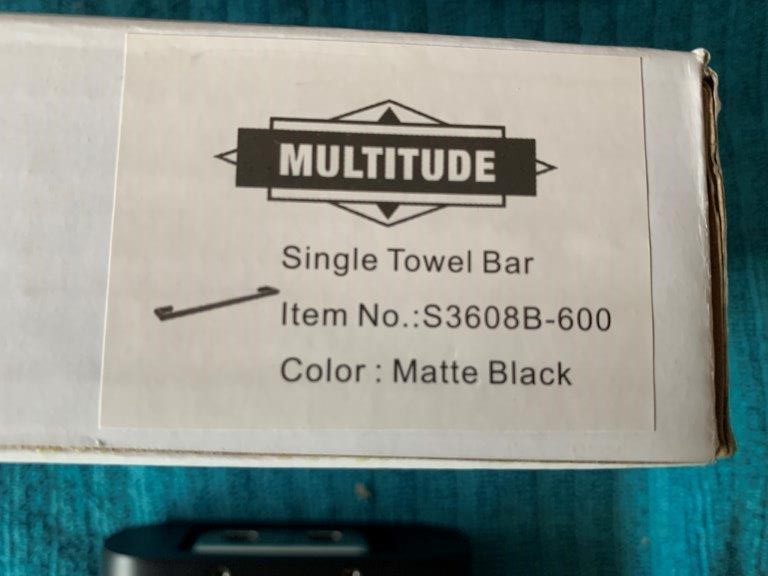 MULTITUDE
Single Towel Bar
Item No.:S3608B-600
Color : Matte Black